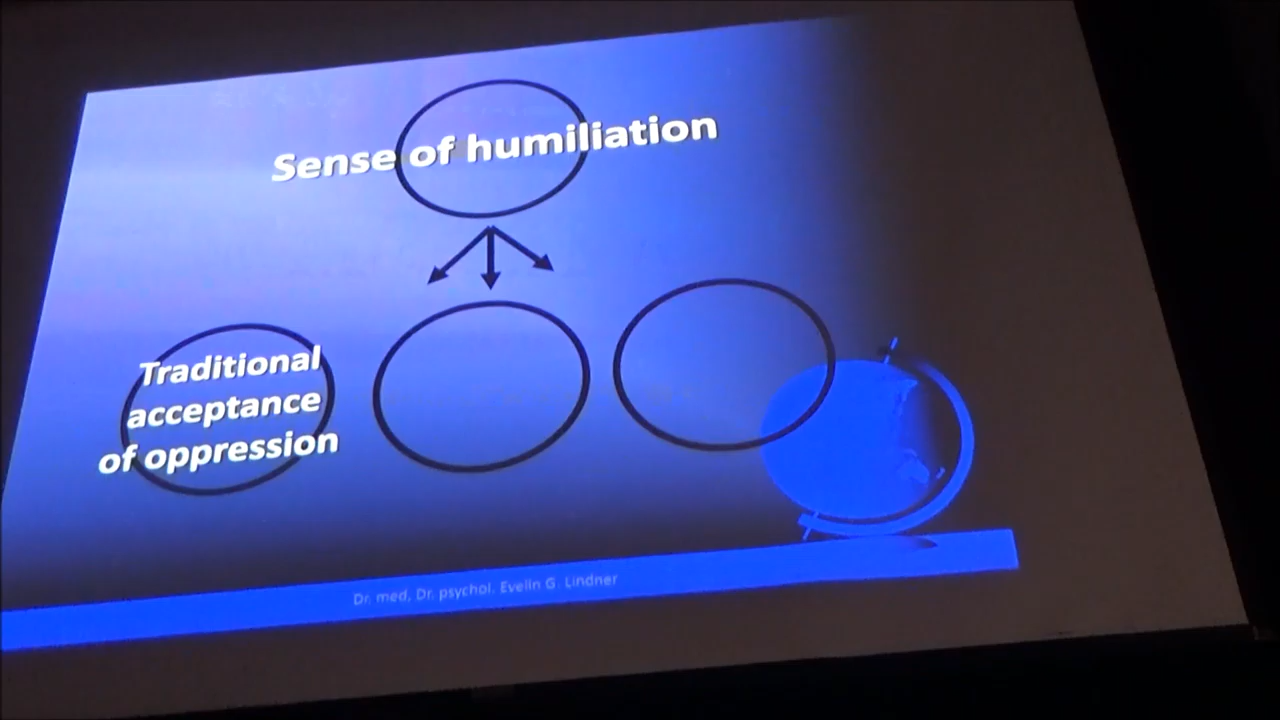 Sense of humiliation
Traditional
acceptance
of oppression
Dr. med, Dr. psychol. Evelin G. Lindner